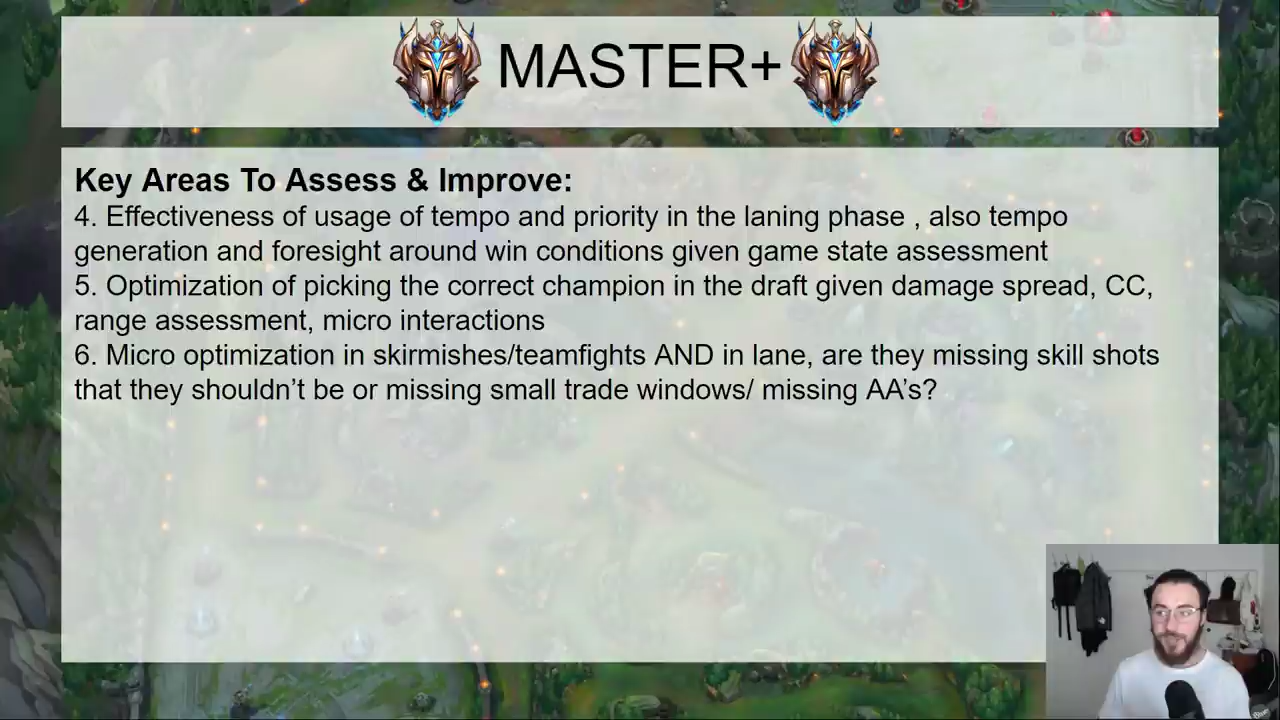 MASTER+
Key Areas To Assess & Improve:
4. Effectiveness of usage of tempo and priority in the laning phase , also tempo
generation and foresight around win conditions given game state assessment
5. Optimization of picking the correct champion in the draft given damage spread, CC,
range assessment, micro interactions
6. Micro optimization in skirmishes/teamfights AND in lane, are they missing skill shots
that they shouldn’t be or missing small trade windows/ missing AA’s?